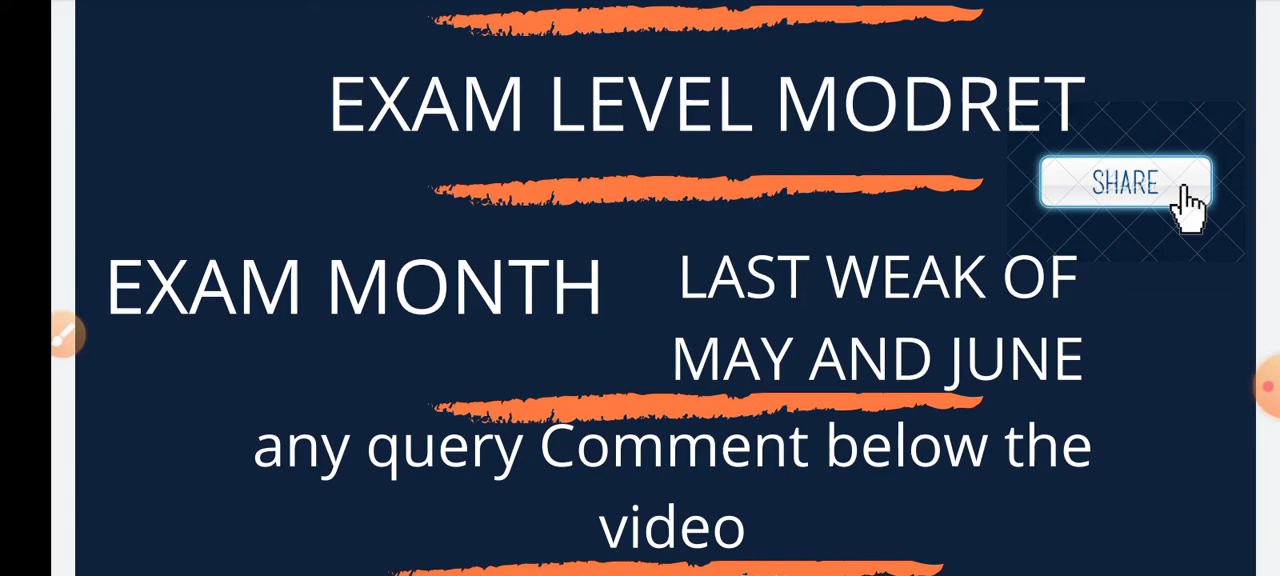 EXAM LEVEL MODRET
SHARE
EXAM MONTH
LAST WEAK OF
MAY AND JUNE
any query Comment below the
video